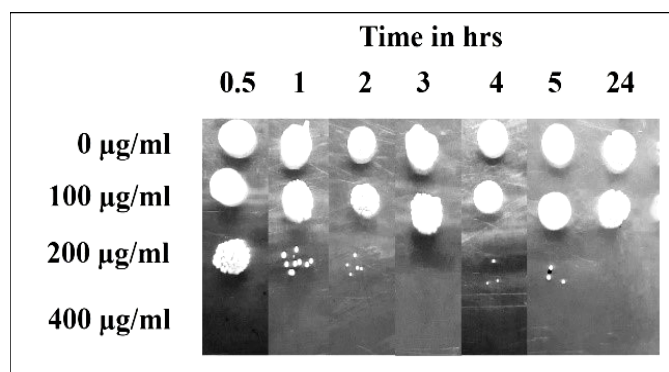 Time in hrs
0.5 1 2 3 4 5 24
0 µg/ml
100 µg/ml
200 µg/ml
400 µg/ml